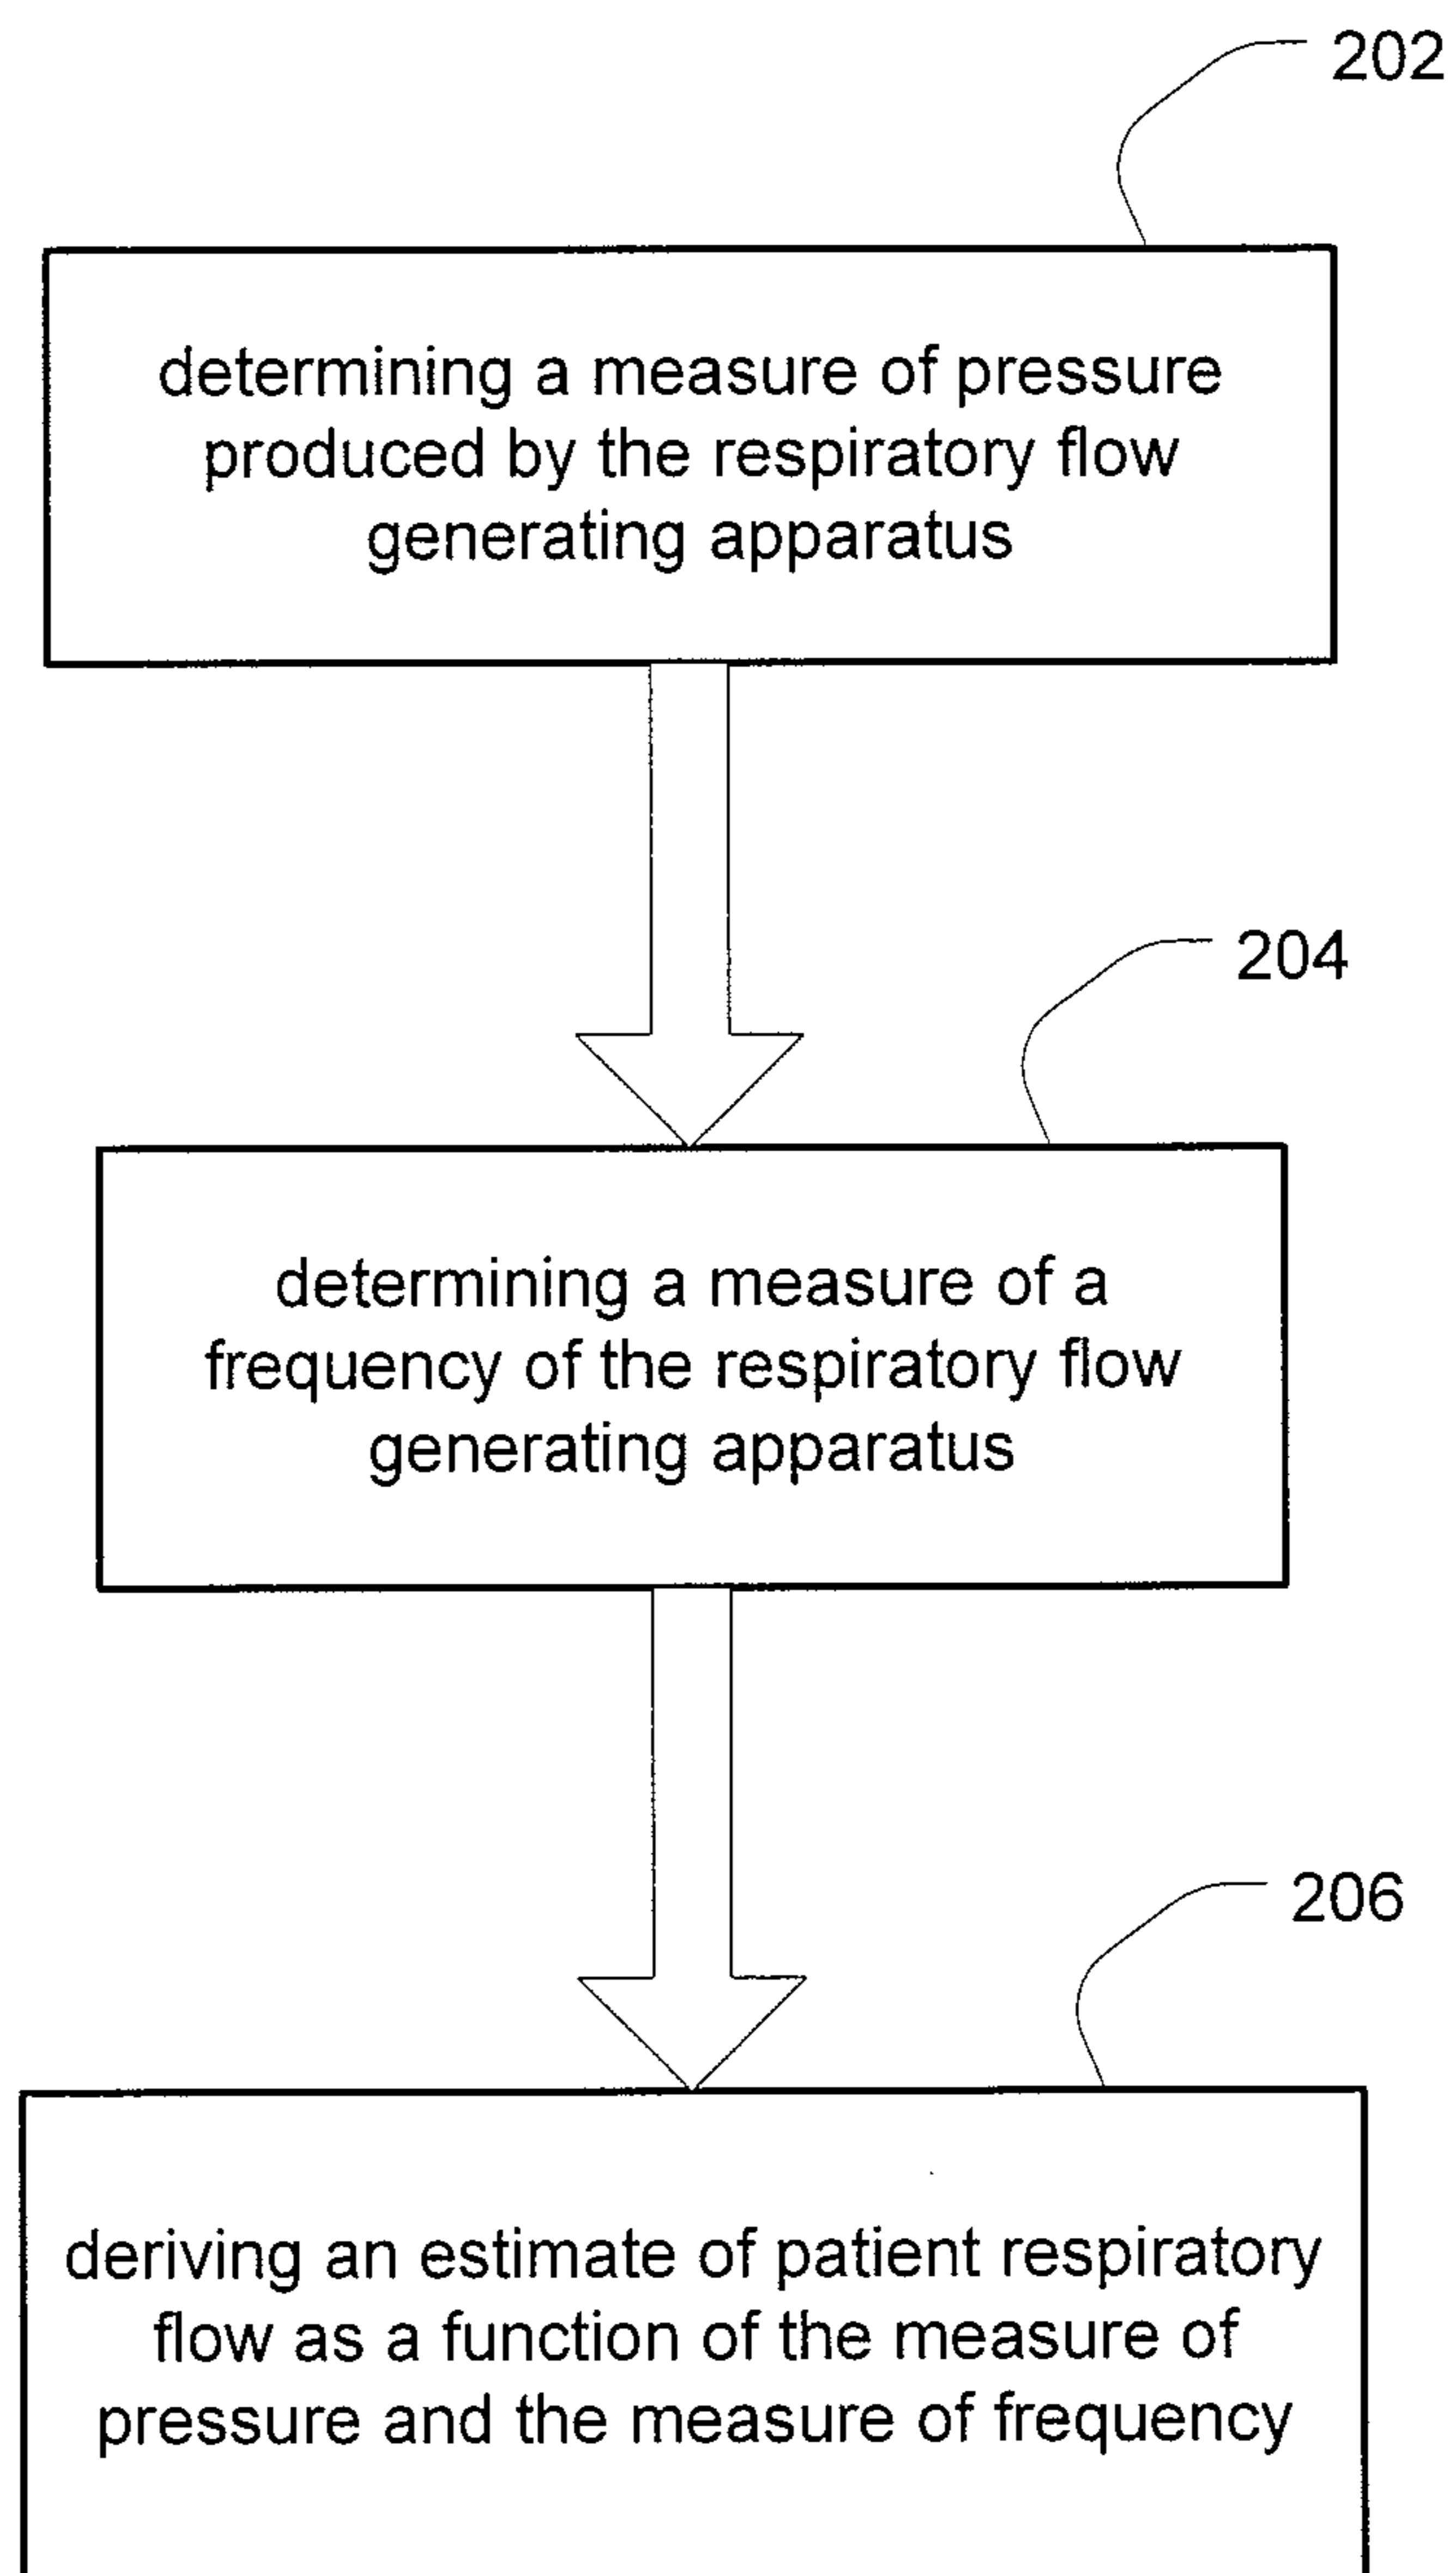 202
determining a measure of pressure
produced by the respiratory flow
generating apparatus
204
determining a measure of a
frequency of the respiratory flow
generating apparatus
206
deriving an estimate of patient respiratory
flow as a function of the measure of
pressure and the measure of frequency